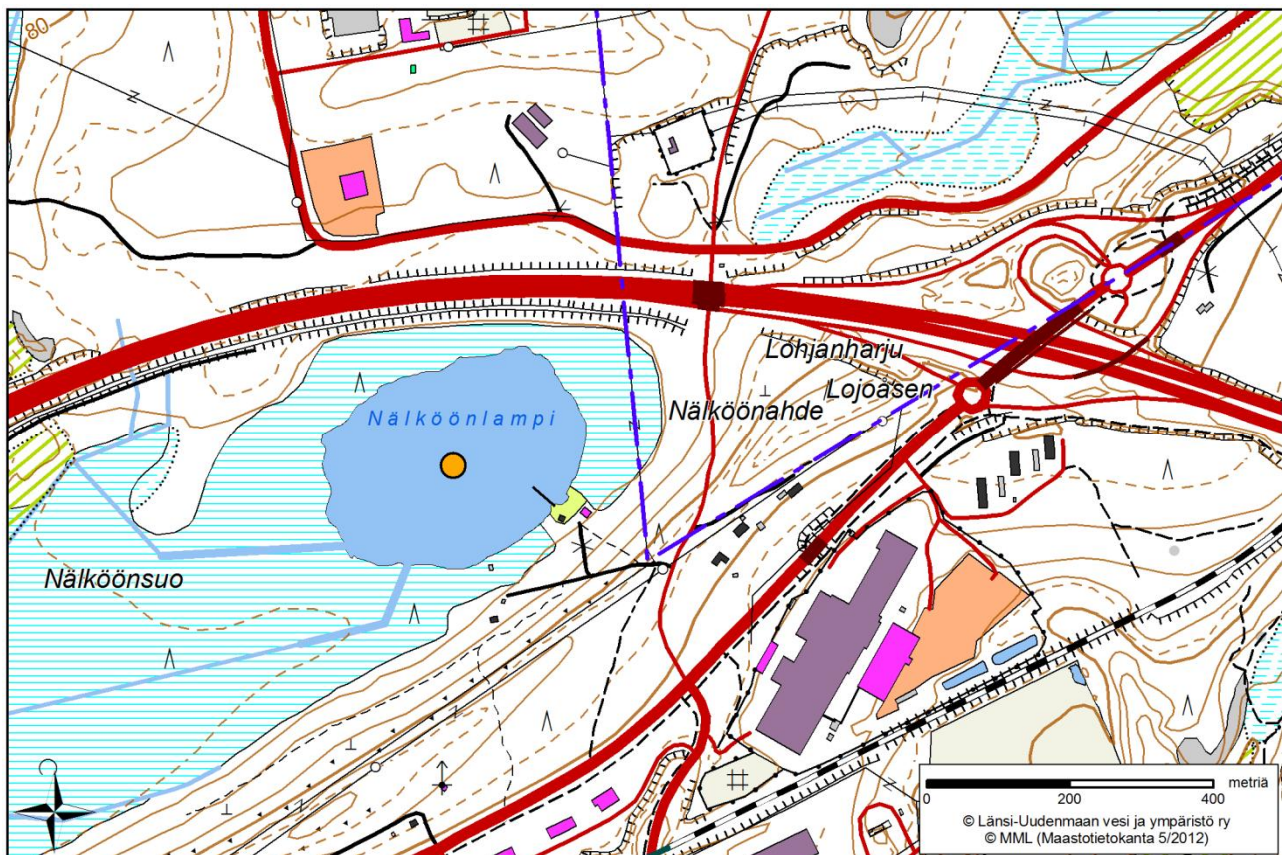 80
Lohjanharju
Lojoåsen
Nälköönlampi
Nälköönahde
Nälköönsuo
metriä
0 200 400
© Länsi-Uudenmaan vesi ja ympäristö ry
© MML (Maastotietokanta 5/2012)